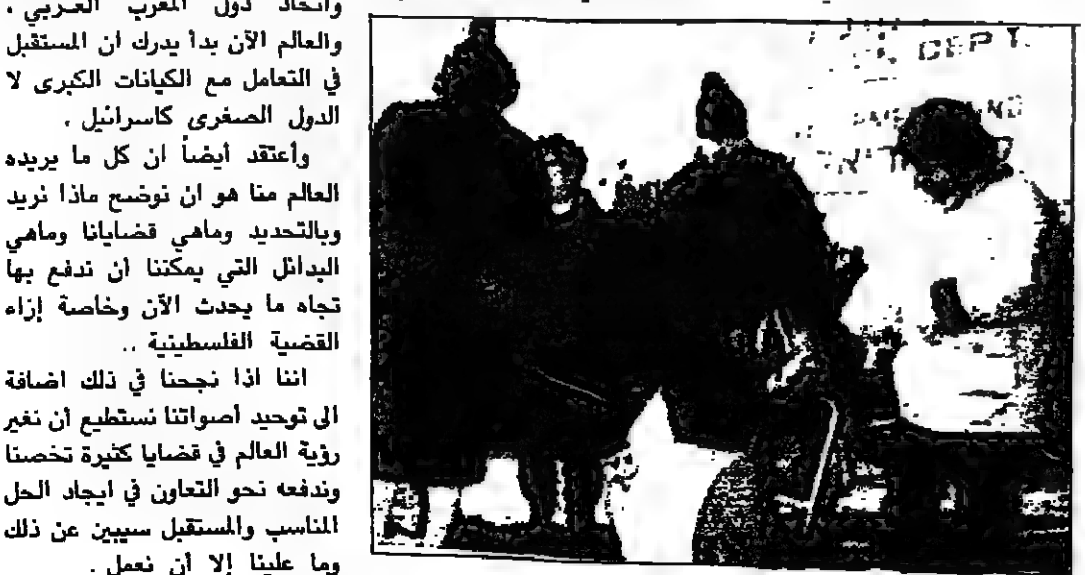 واتحاد دول المغرب العربي ،
والعالم الآن بدأ يدرك ان المستقبل
في التعامل مع الكيانات الكبرى لا
الدول الصغرى كاسرائيل .
وأعتقد أيضاً ان كل ما يريده
العالم منا هو ان نوضح ماذا نريد
وبالتحديد وماهي قضايانا وماهي
البدائل التي يمكننا أن ندفع بها
تجاه ما يحدث الآن وخاصة إزاء
القضية الفلسطينية ..
اننا اذا نجحنا في ذلك اضافة
الى توحيد أصواتنا نستطيع أن نغير
رؤية العالم في قضايا كثيرة تخصنا
وندفعه نحو التعاون في ايجاد الحل
المناسب والمستقبل سيبين عن ذلك
وما علينا إلا أن نعمل .
DEPT.